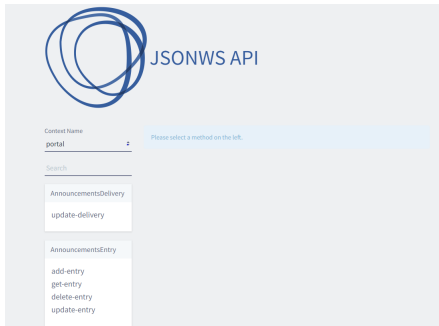 JSONWS API
Context Name
portal
Please select a method on the left.
Search
AnnouncementsDelivery
update-delivery
AnnouncementsEntry
add-entry
get-entry
delete-entry
update-entry